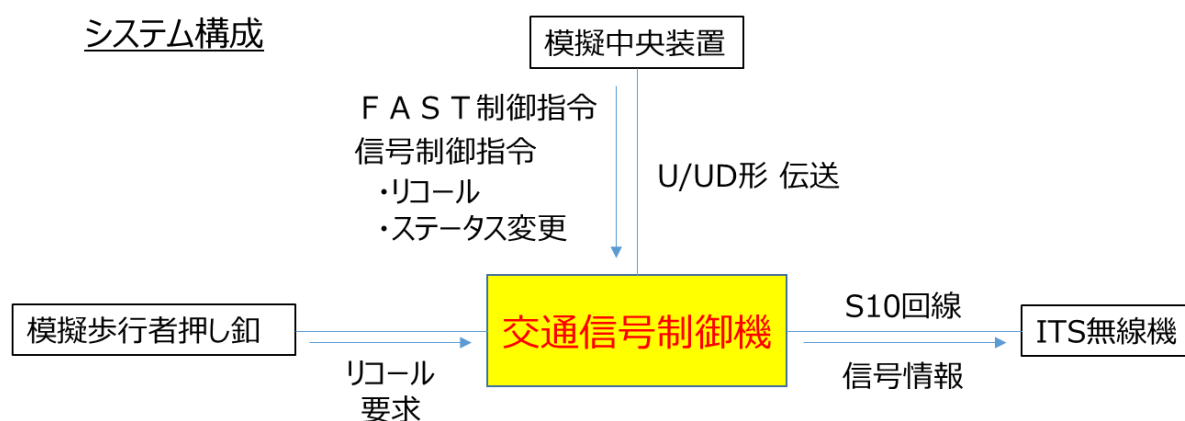 システム構成
模擬中央装置
ＦＡＳＴ制御指令
信号制御指令
・リコール
・ステータス変更
U/UD形 伝送
模擬歩行者押し釦
リコール
要求
交通信号制御機
S10回線
信号情報
ITS無線機